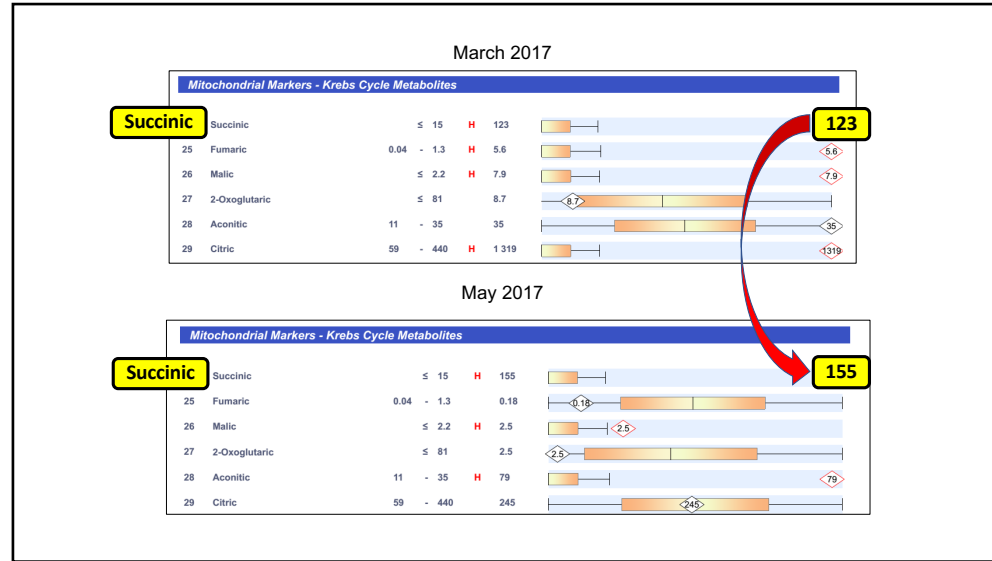 March 2017
Mitochondrial Markers - Krebs Cycle Metabolites
Succinic Succinic ≤ 15 H 123 123
25 Fumaric 0.04 - 1.3 H 5.6 5.6
26 Malic ≤ 2.2 H 7.9 7.9
27 2-Oxoglutaric ≤ 81 8.7 8.7
28 Aconitic 11 - 35 35 35
29 Citric 59 - 440 H 1 319 1319
May 2017
Mitochondrial Markers - Krebs Cycle Metabolites
Succinic Succinic ≤ 15 H 155 155
25 Fumaric 0.04 - 1.3 0.18 0.18
26 Malic ≤ 2.2 H 2.5 2.5
27 2-Oxoglutaric ≤ 81 2.5 2.5
28 Aconitic 11 - 35 H 79 79
29 Citric 59 - 440 245 245